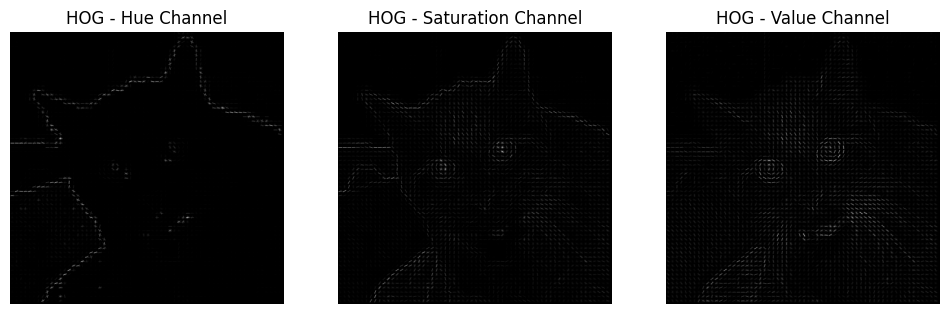 HOG - Hue Channel
HOG - Saturation Channel
HOG - Value Channel